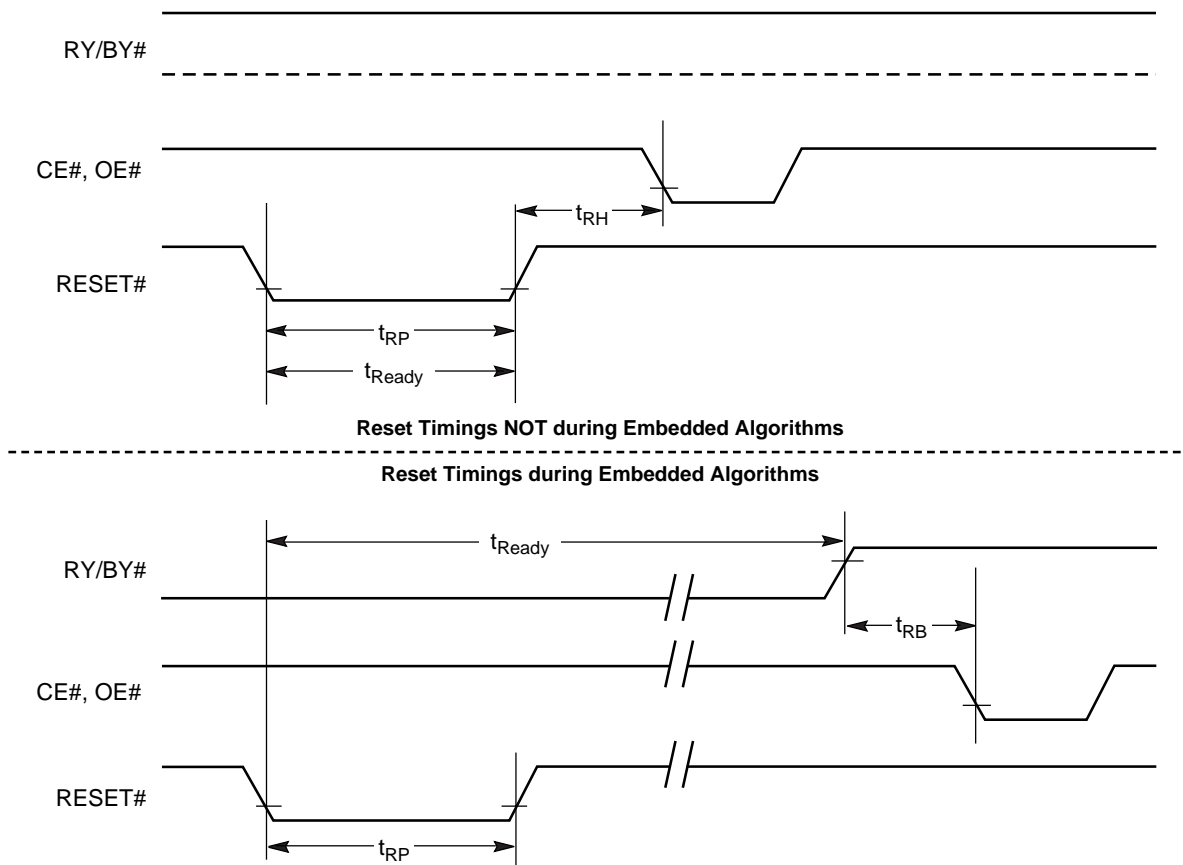 RY/BY#
CE#, OE#
tRH
RESET#
tRP
tReady
Reset Timings NOT during Embedded Algorithms
Reset Timings during Embedded Algorithms
tReady
RY/BY#
tRB
CE#, OE#
RESET#
tRP